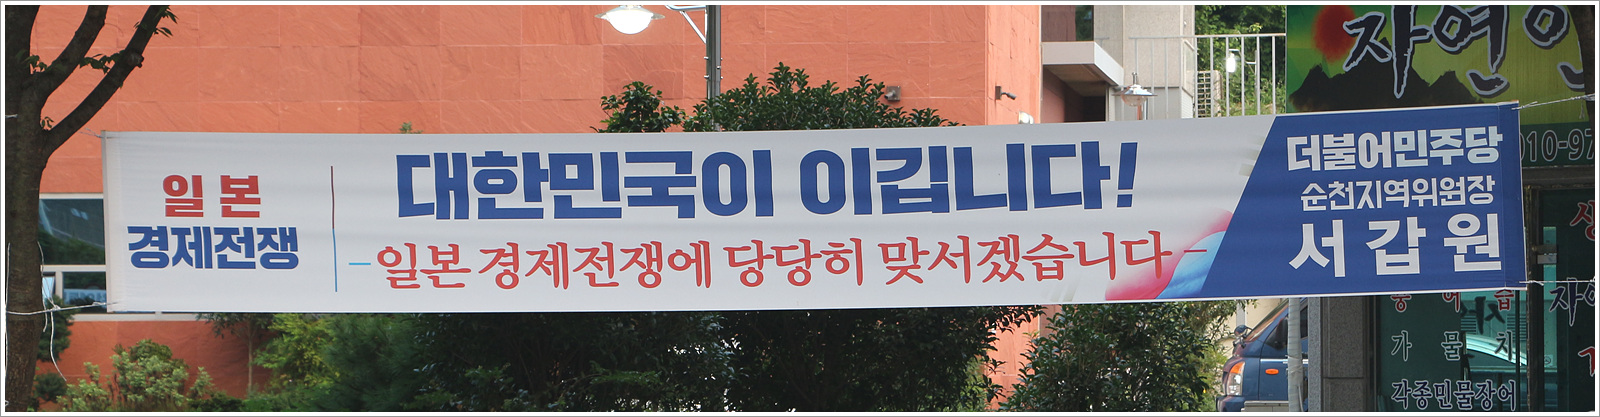 일본
경제전쟁
대한민국이 이깁니다!
-일본 경제전쟁에 당당히 맞서겠습니다-
더불어민주당
순천지역위원장
서갑원
자연
010-97
가물치
각종민물장어